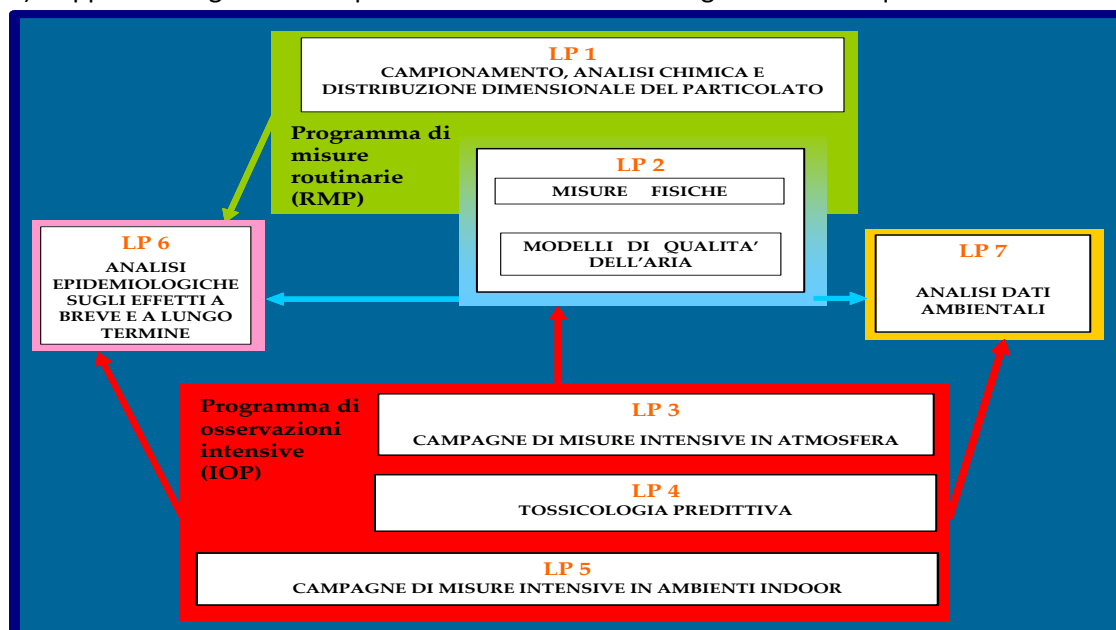 LP 1
CAMPIONAMENTO, ANALISI CHIMICA E
DISTRIBUZIONE DIMENSIONALE DEL PARTICOLATO
Programma di
misure
routinarie
(RMP)
LP 2
MISURE FISICHE
MODELLI DI QUALITA’
DELL’ARIA
LP 6
ANALISI
EPIDEMIOLOGICHE
SUGLI EFFETTI A
BREVE E A LUNGO
TERMINE
LP 7
ANALISI DATI
AMBIENTALI
Programma di
osservazioni
intensive
(IOP)
LP 3
CAMPAGNE DI MISURE INTENSIVE IN ATMOSFERA
LP 4
TOSSICOLOGIA PREDITTIVA
LP 5
CAMPAGNE DI MISURE INTENSIVE IN AMBIENTI INDOOR